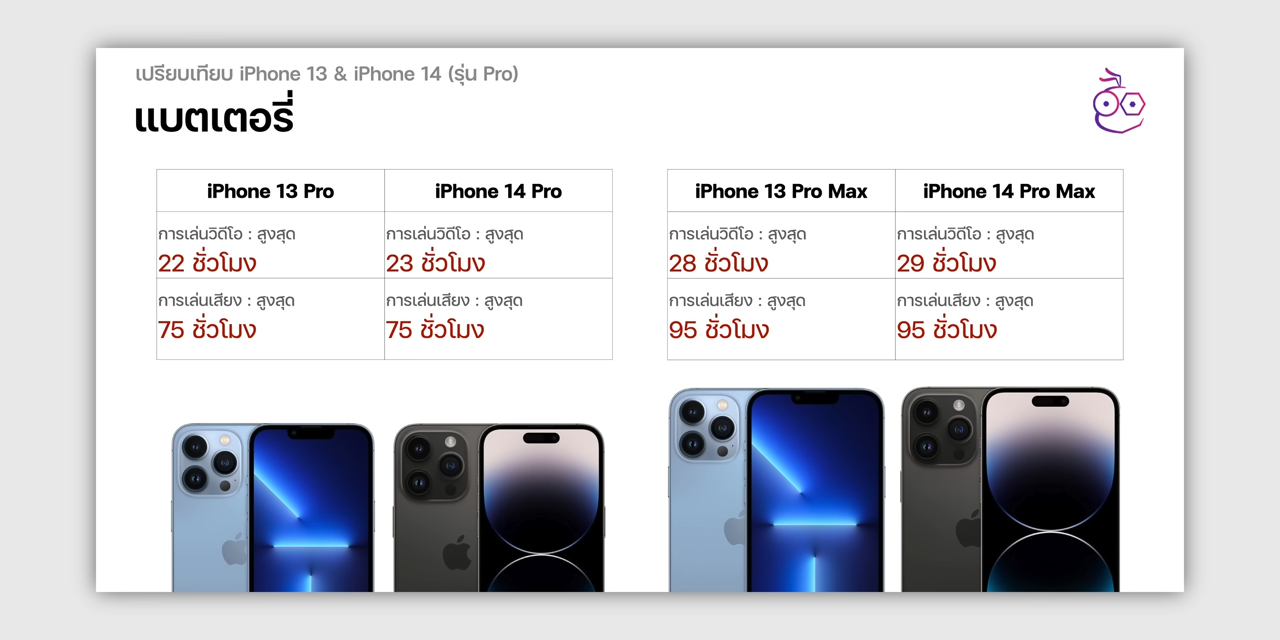 เปรียบเทียบ iPhone 13 & iPhone 14 (รุ่น Pro)
แบตเตอรี่
iPhone 13 Pro
iPhone 14 Pro
การเล่นวิดีโอ : สูงสุด
22 ชั่วโมง
การเล่นวิดีโอ : สูงสุด
23 ชั่วโมง
การเล่นเสียง : สูงสุด
75 ชั่วโมง
การเล่นเสียง : สูงสุด
75 ชั่วโมง
iPhone 13 Pro Max
iPhone 14 Pro Max
การเล่นวิดีโอ : สูงสุด
28 ชั่วโมง
การเล่นวิดีโอ : สูงสุด
29 ชั่วโมง
การเล่นเสียง : สูงสุด
95 ชั่วโมง
การเล่นเสียง : สูงสุด
95 ชั่วโมง